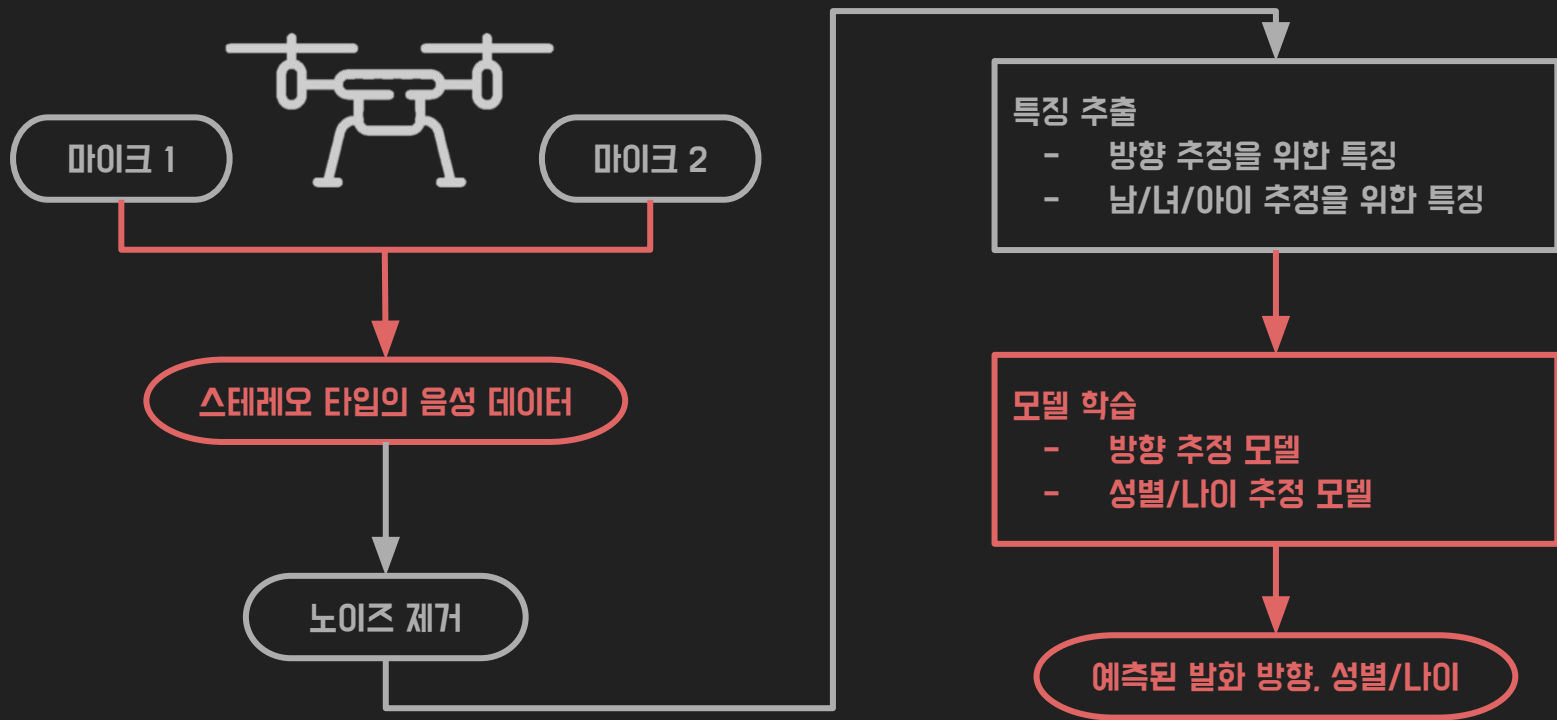 마이크 1
마이크 2
스테레오 타입의 음성 데이터
노이즈 제거
특징 추출
- 방향 추정을 위한 특징
- 남/녀/아이 추정을 위한 특징
모델 학습
- 방향 추정 모델
- 성별/나이 추정 모델
예측된 발화 방향, 성별/나이